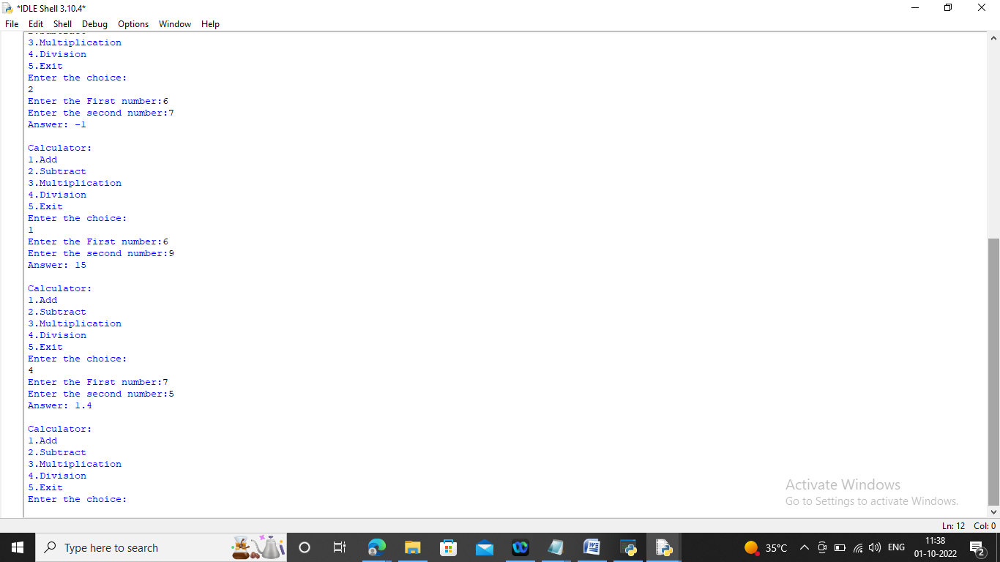 *IDLE Shell 3.10.4*
File Edit Shell Debug Options Window Help
3.Multiplication
4.Division
5.Exit
Enter the choice:
2
Enter the First number:6
Enter the second number:7
Answer: -1
Calculator:
1.Add
2.Subtract
3.Multiplication
4.Division
5.Exit
Enter the choice:
1
Enter the First number:6
Enter the second number:9
Answer: 15
Calculator:
1.Add
2.Subtract
3.Multiplication
4.Division
5.Exit
Enter the choice:
4
Enter the First number:7
Enter the second number:5
Answer: 1.4
Calculator:
1.Add
2.Subtract
3.Multiplication
4.Division
5.Exit
Enter the choice:
Activate Windows
Go to Settings to activate Windows.
Ln: 12 Col: 0
Type here to search
35°C
ENG
11:38
01-10-2022
2